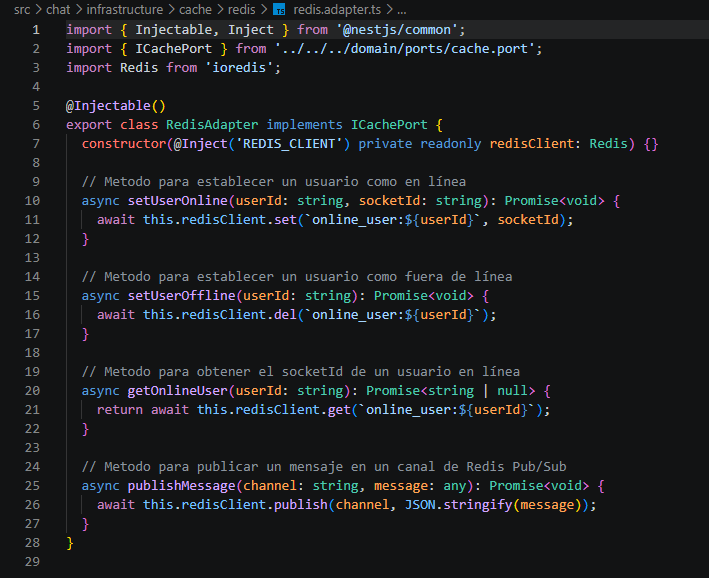 src > chat > infrastructure > cache > redis > TS redis.adapter.ts > ...
1 import { Injectable, Inject } from '@nestjs/common';
2 import { ICachePort } from '../../../domain/ports/cache.port';
3 import Redis from 'ioredis';
4
5 @Injectable()
6 export class RedisAdapter implements ICachePort {
7   constructor(@Inject('REDIS_CLIENT') private readonly redisClient: Redis) {}
8
9   // Metodo para establecer un usuario como en línea
10   async setUserOnline(userId: string, socketId: string): Promise<void> {
11     await this.redisClient.set(`online_user:${userId}`, socketId);
12   }
13
14   // Metodo para establecer un usuario como fuera de línea
15   async setUserOffline(userId: string): Promise<void> {
16     await this.redisClient.del(`online_user:${userId}`);
17   }
18
19   // Metodo para obtener el socketId de un usuario en línea
20   async getOnlineUser(userId: string): Promise<string | null> {
21     return await this.redisClient.get(`online_user:${userId}`);
22   }
23
24   // Metodo para publicar un mensaje en un canal de Redis Pub/Sub
25   async publishMessage(channel: string, message: any): Promise<void> {
26     await this.redisClient.publish(channel, JSON.stringify(message));
27   }
28 }
29